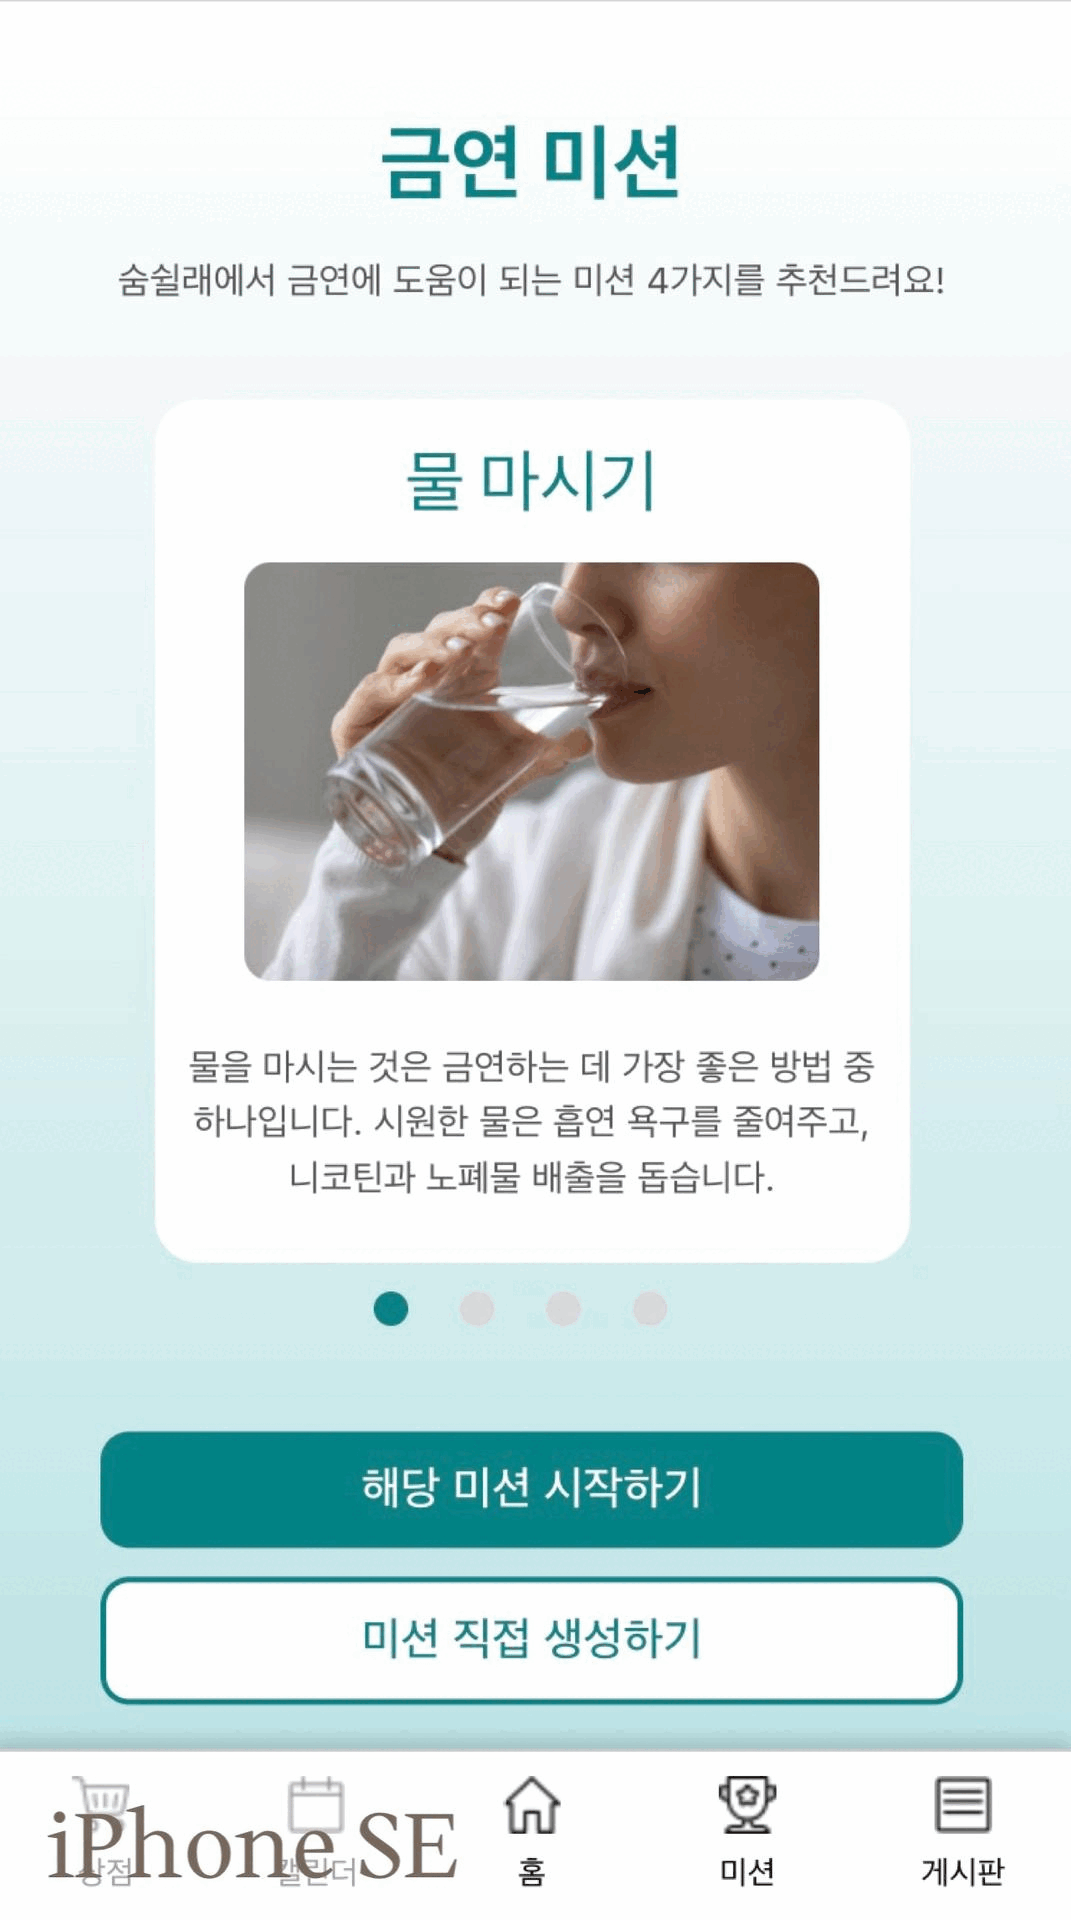 금연 미션
숨쉴래에서 금연에 도움이 되는 미션 4가지를 추천드려요!
물 마시기
물을 마시는 것은 금연하는 데 가장 좋은 방법 중
하나입니다. 시원한 물은 흡연 욕구를 줄여주고,
니코틴과 노폐물 배출을 돕습니다.
해당 미션 시작하기
미션 직접 생성하기
iPhone SE
상점 캘린더 홈 미션 게시판